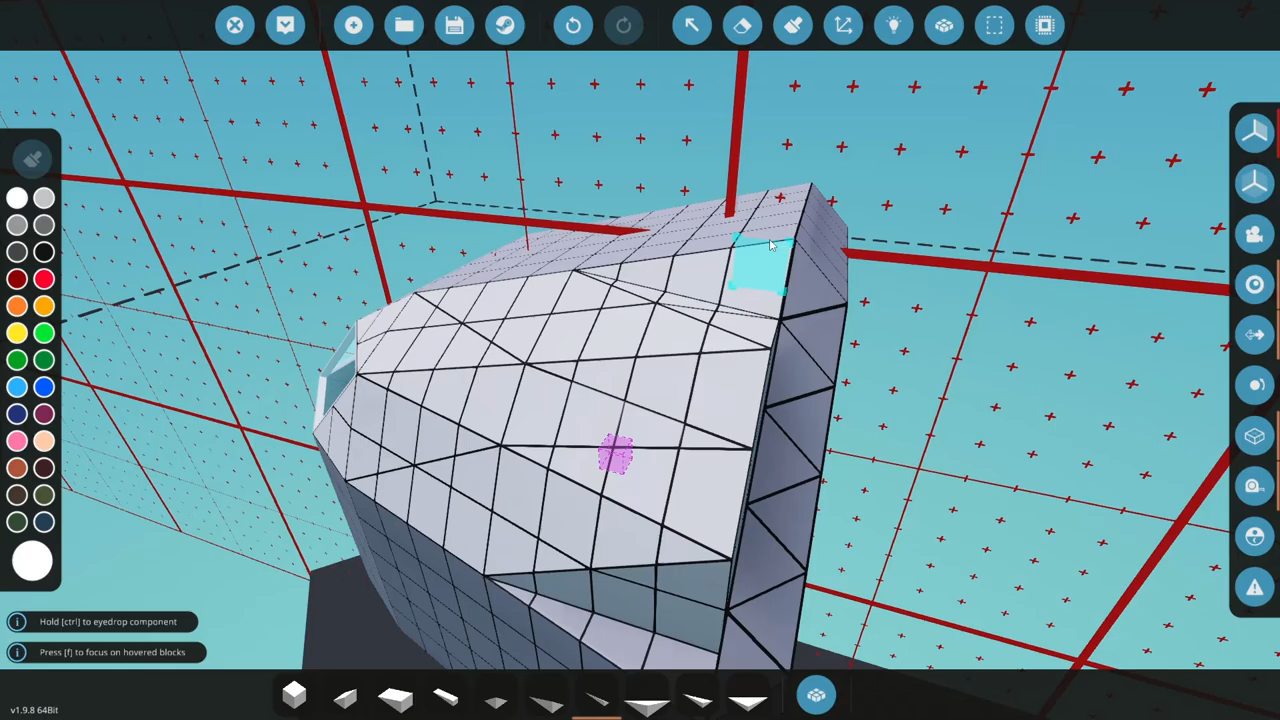 Hold [ctrl] to eyedrop component
Press [f] to focus on hovered blocks
v1.9.8 64Bit